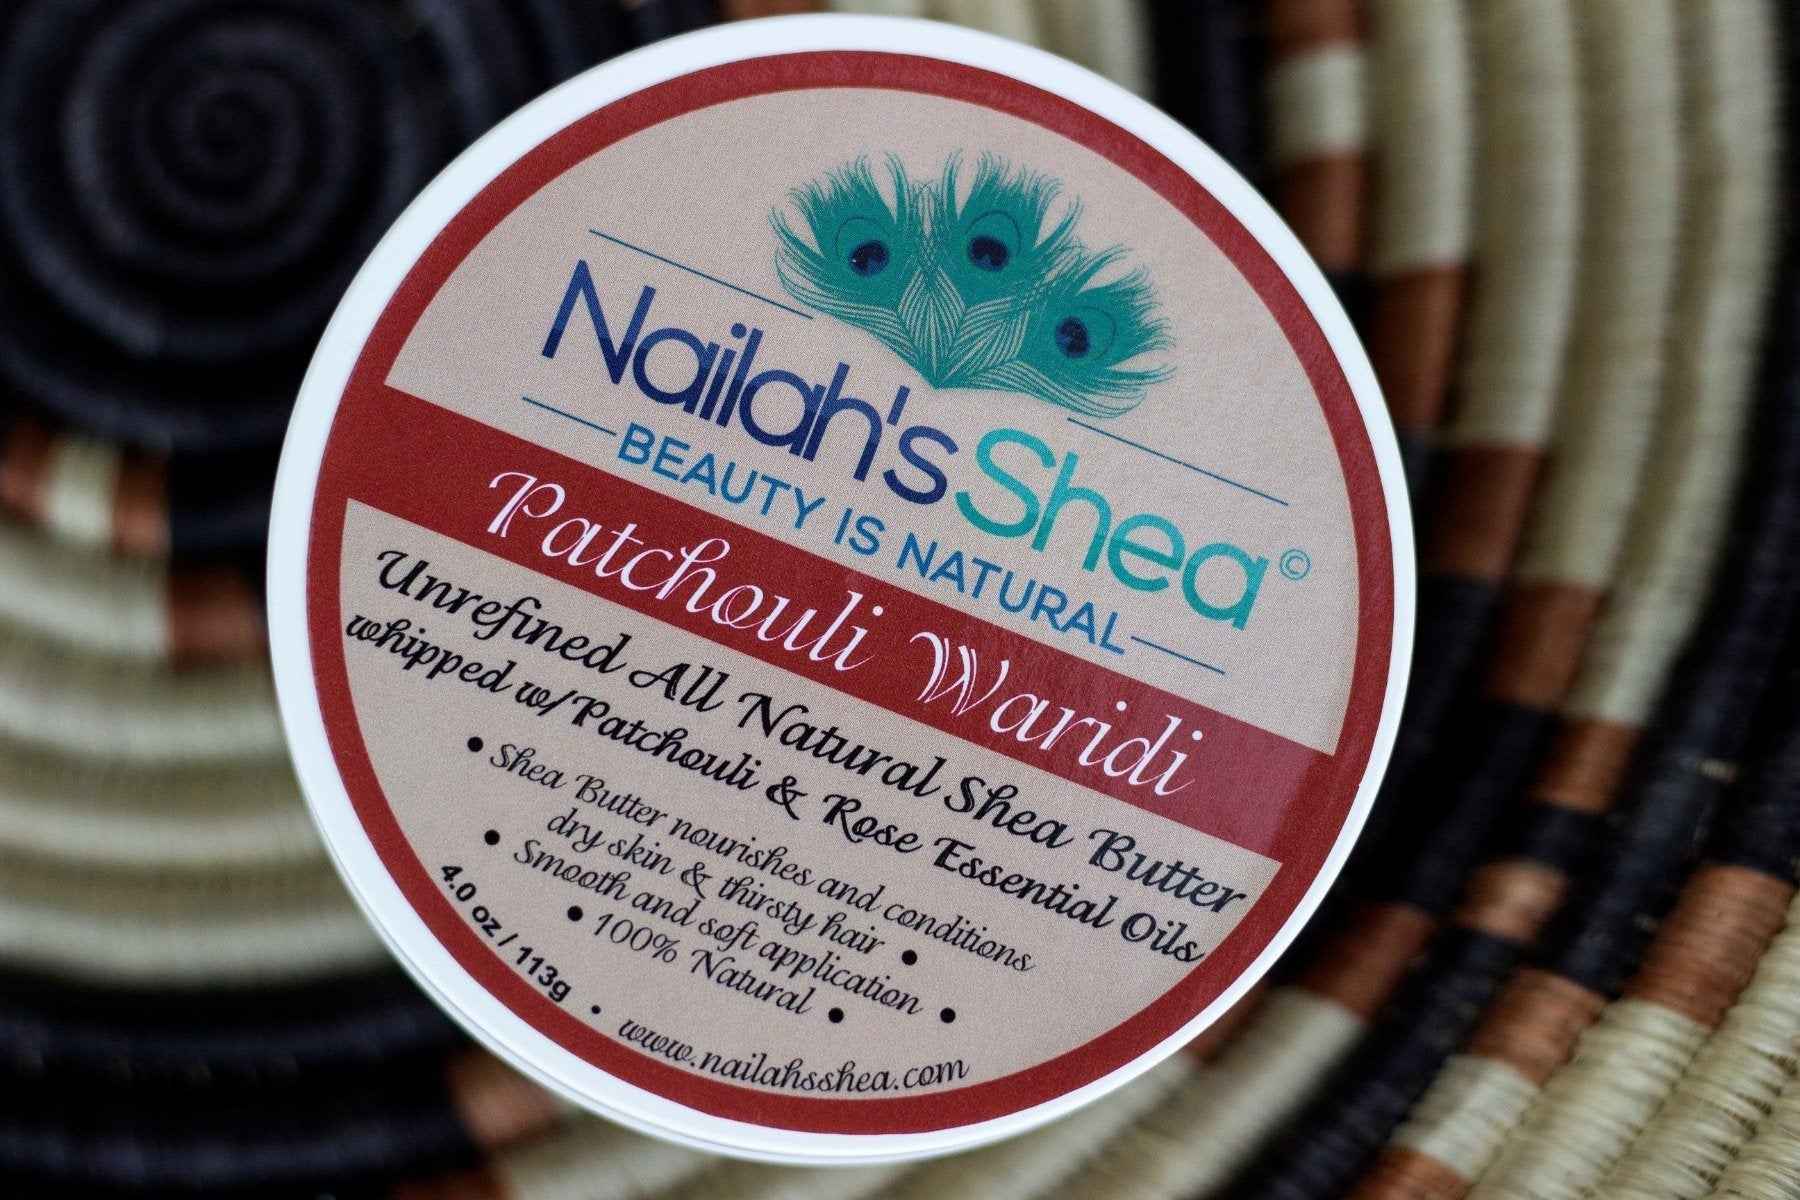 Nailah's Shea©
BEAUTY IS NATURAL
Patchouli Waridi
Unrefined All Natural Shea Butter
whipped w/Patchouli & Rose Essential Oils
• Shea Butter nourishes and conditions
dry skin & thirsty hair •
• Smooth and soft application •
• 100% Natural •
4.0 oz / 113g • www.nailahsshea.com